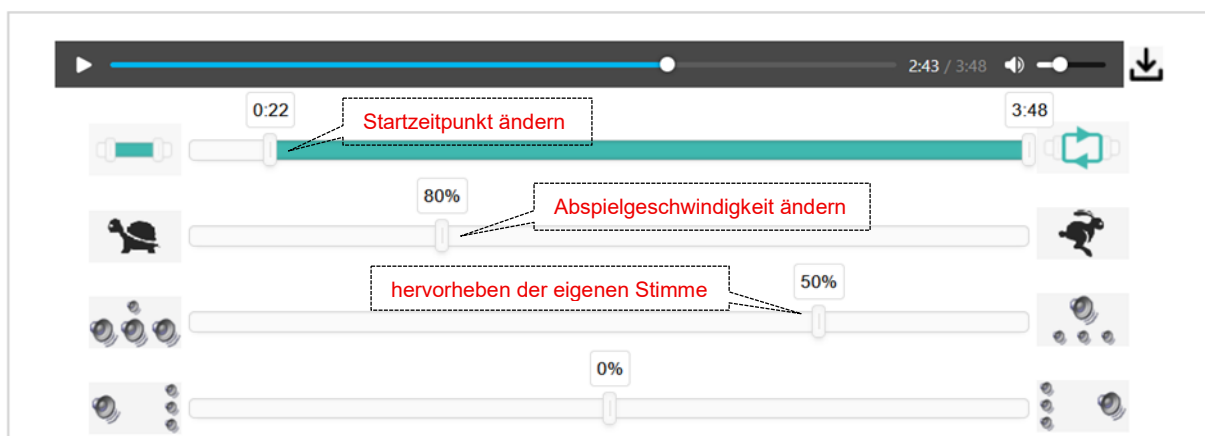 2:43 / 3:48
0:22
3:48
Startzeitpunkt ändern
80%
Abspielgeschwindigkeit ändern
50%
hervorheben der eigenen Stimme
0%